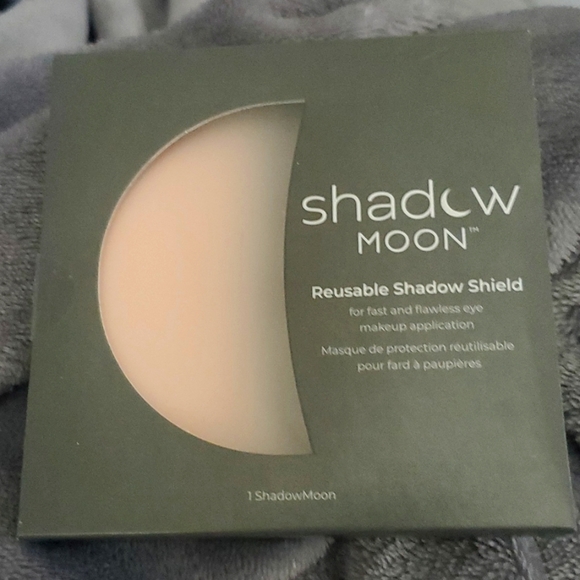 shadow
MOON™
Reusable Shadow Shield
for fast and flawless eye
makeup application
Masque de protection réutilisable
pour fard à paupières
1 ShadowMoon